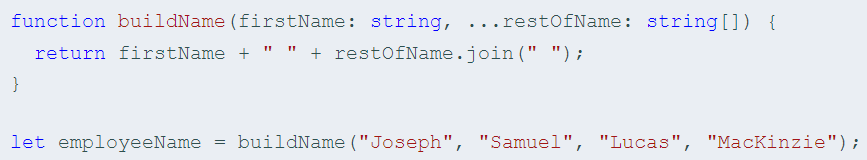 function buildName(firstName: string, ...restOfName: string[]) {
  return firstName + " " + restOfName.join(" ");
}
let employeeName = buildName("Joseph", "Samuel", "Lucas", "MacKinzie");